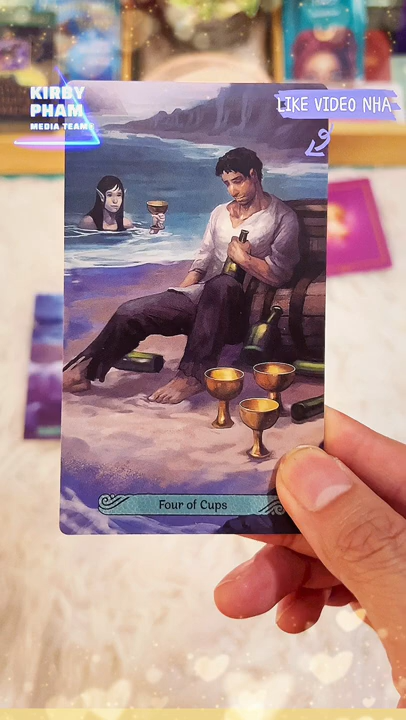 KIRBY
PHAM
MEDIA TEAM
LIKE VIDEO NHA
Four of Cups